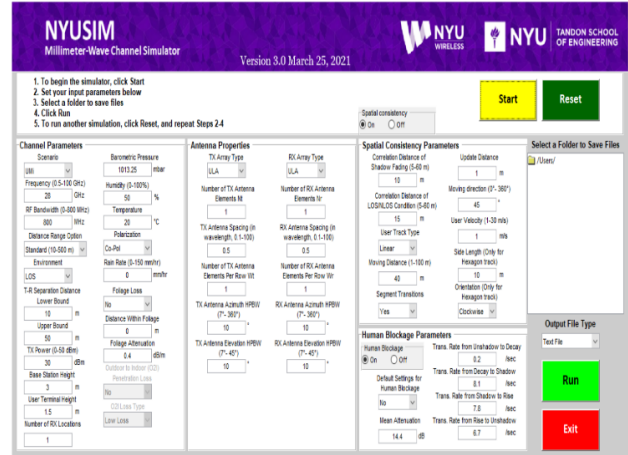 NYUSIM
Millimeter-Wave Channel Simulator
Version 3.0 March 25, 2021
NYU
WIRELESS
NYU
TANDON SCHOOL
OF ENGINEERING
1. To begin the simulator, click Start
2. Set your input parameters below
3. Select a folder to save files
4. Click Run
5. To run another simulation, click Reset, and repeat Steps 2-4
Spatial consistency
On Off
Start
Reset
Channel Parameters
Scenario
UMi
Frequency (0.5-100 GHz)
28 GHz
RF Bandwidth (0-800 MHz)
800 MHz
Distance Range Option
Standard (10-500 m)
Environment
LOS
T-R Separation Distance
Lower Bound
10 m
Upper Bound
50 m
TX Power (0-50 dBm)
30 dBm
Base Station Height
3 m
User Terminal Height
1.5 m
Number of RX Locations
1
Barometric Pressure
1013.25 mbar
Humidity (0-100%)
50 %
Temperature
20 °C
Polarization
Co-Pol
Rain Rate (0-150 mm/hr)
0 mm/hr
Foliage Loss
No
Distance Within Foliage
0 m
Foliage Attenuation
0.4 dB/m
Outdoor to Indoor (O2I)
Penetration Loss
No
O2I Loss Type
Low Loss
Antenna Properties
TX Array Type
ULA
Number of TX Antenna
Elements Nt
1
TX Antenna Spacing (in
wavelength, 0.1-100)
0.5
Number of TX Antenna
Elements Per Row Wt
1
TX Antenna Azimuth HPBW
(7°- 360°)
10 °
TX Antenna Elevation HPBW
(7°- 45°)
10 °
RX Array Type
ULA
Number of RX Antenna
Elements Nr
1
RX Antenna Spacing (in
wavelength, 0.1-100)
0.5
Number of RX Antenna
Elements Per Row Wr
1
RX Antenna Azimuth HPBW
(7°- 360°)
10 °
RX Antenna Elevation HPBW
(7°- 45°)
10 °
Spatial Consistency Parameters
Correlation Distance of
Shadow Fading (5-60 m)
10 m
Correlation Distance of
LOS/NLOS Condition (5-60 m)
15 m
User Track Type
Linear
Moving Distance (1-100 m)
40 m
Segment Transitions
Yes
Update Distance
1 m
Moving direction (0°- 360°)
45 °
User Velocity (1-30 m/s)
1 m/s
Side Length (Only for
Hexagon track)
10 m
Orientation (Only for
Hexagon track)
Clockwise
Human Blockage Parameters
Human Blockage
On Off
Default Settings for
Human Blockage
No
Mean Attenuation
14.4 dB
Trans. Rate from Unshadow to Decay
0.2 /sec
Trans. Rate from Decay to Shadow
8.1 /sec
Trans. Rate from Shadow to Rise
7.8 /sec
Trans. Rate from Rise to Unshadow
6.7 /sec
Select a Folder to Save Files
/Users/
Output File Type
Text File
Run
Exit